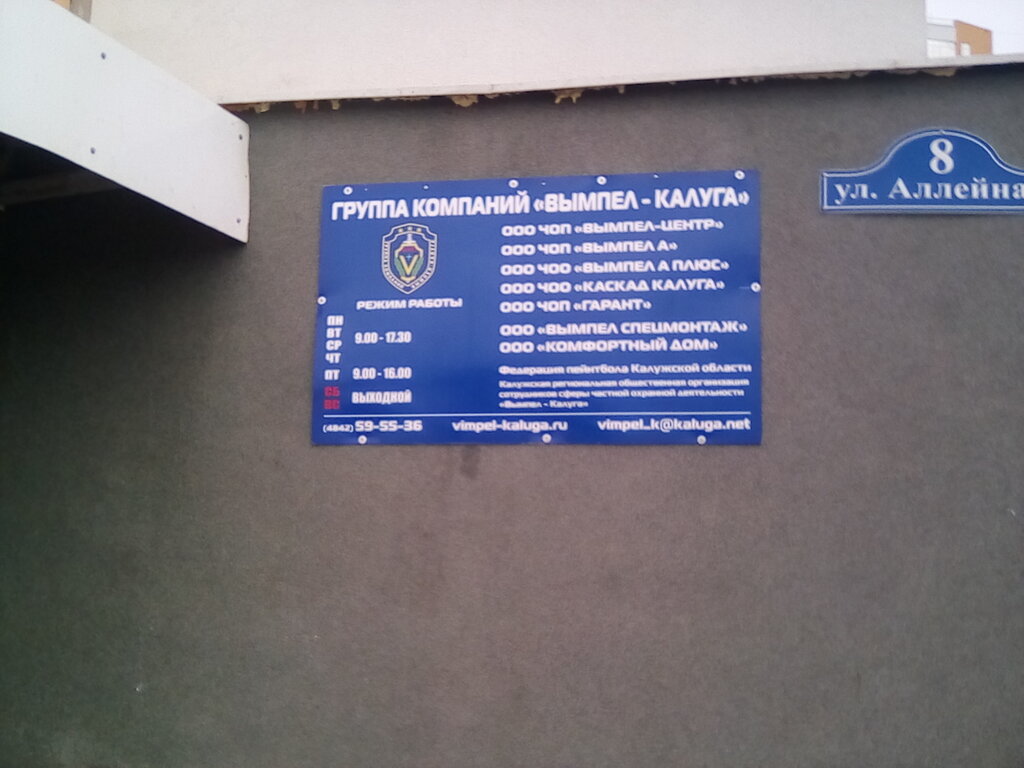 ГРУППА КОМПАНИЙ «ВЫМПЕЛ - КАЛУГА»
ООО ЧОП «ВЫМПЕЛ-ЦЕНТР»
ООО ЧОП «ВЫМПЕЛ А»
ООО ЧОО «ВЫМПЕЛ А ПЛЮС»
ООО ЧОО «КАСКАД КАЛУГА»
ООО ЧОП «ГАРАНТ»
ООО «ВЫМПЕЛ СПЕЦМОНТАЖ»
ООО «КОМФОРТНЫЙ ДОМ»
Федерация пейнтбола Калужской области
Калужская региональная общественная организация
сотрудников сферы частной охранной деятельности
«Вымпел - Калуга»
V
РЕЖИМ РАБОТЫ
ПН
ВТ
СР 9.00 - 17.30
ЧТ
ПТ 9.00 - 16.00
СБ
ВС ВЫХОДНОЙ
(4842) 59-55-36 vimpel-kaluga.ru vimpel_k@kaluga.net
8
ул. Аллейна